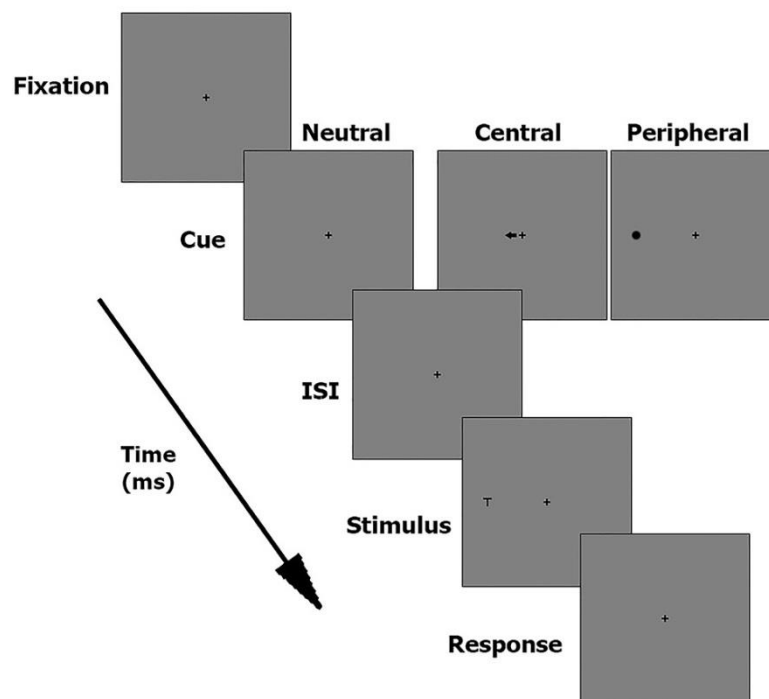 Fixation
Neutral
Central
Peripheral
Cue
ISI
Time
(ms)
T
Stimulus
Response